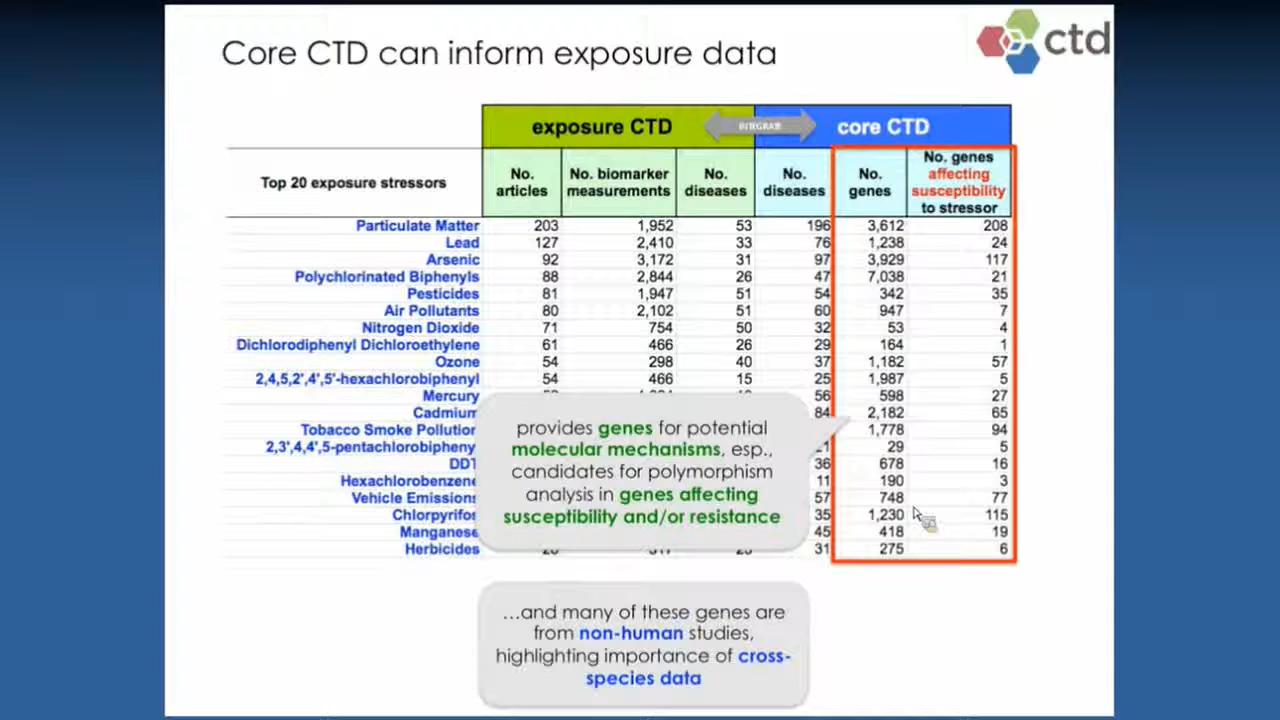 Core CTD can inform exposure data
ctd
exposure CTD INTEGRATE core CTD
Top 20 exposure stressors No. articles No. biomarker measurements No. diseases No. diseases No. genes No. genes affecting susceptibility to stressor
Particulate Matter 203 1,952 53 196 3,612 208
Lead 127 2,410 33 76 1,238 24
Arsenic 92 3,172 31 97 3,929 117
Polychlorinated Biphenyls 88 2,844 26 47 7,038 21
Pesticides 81 1,947 51 54 342 35
Air Pollutants 80 2,102 51 60 947 7
Nitrogen Dioxide 71 754 50 32 53 4
Dichlorodiphenyl Dichloroethylene 61 466 26 29 164 1
Ozone 54 298 40 37 1,182 57
2,4,5,2',4',5'-hexachlorobiphenyl 54 466 15 25 1,987 5
Mercury 56 598 27
Cadmium 84 2,182 65
Tobacco Smoke Pollution 1,778 94
2,3',4,4',5-pentachlorobipheny 21 29 5
DDT 36 678 16
Hexachlorobenzene 11 190 3
Vehicle Emissions 57 748 77
Chlorpyrifos 35 1,230 115
Manganese 45 418 19
Herbicides 31 275 6
provides genes for potential
molecular mechanisms, esp.,
candidates for polymorphism
analysis in genes affecting
susceptibility and/or resistance
...and many of these genes are
from non-human studies,
highlighting importance of cross-
species data